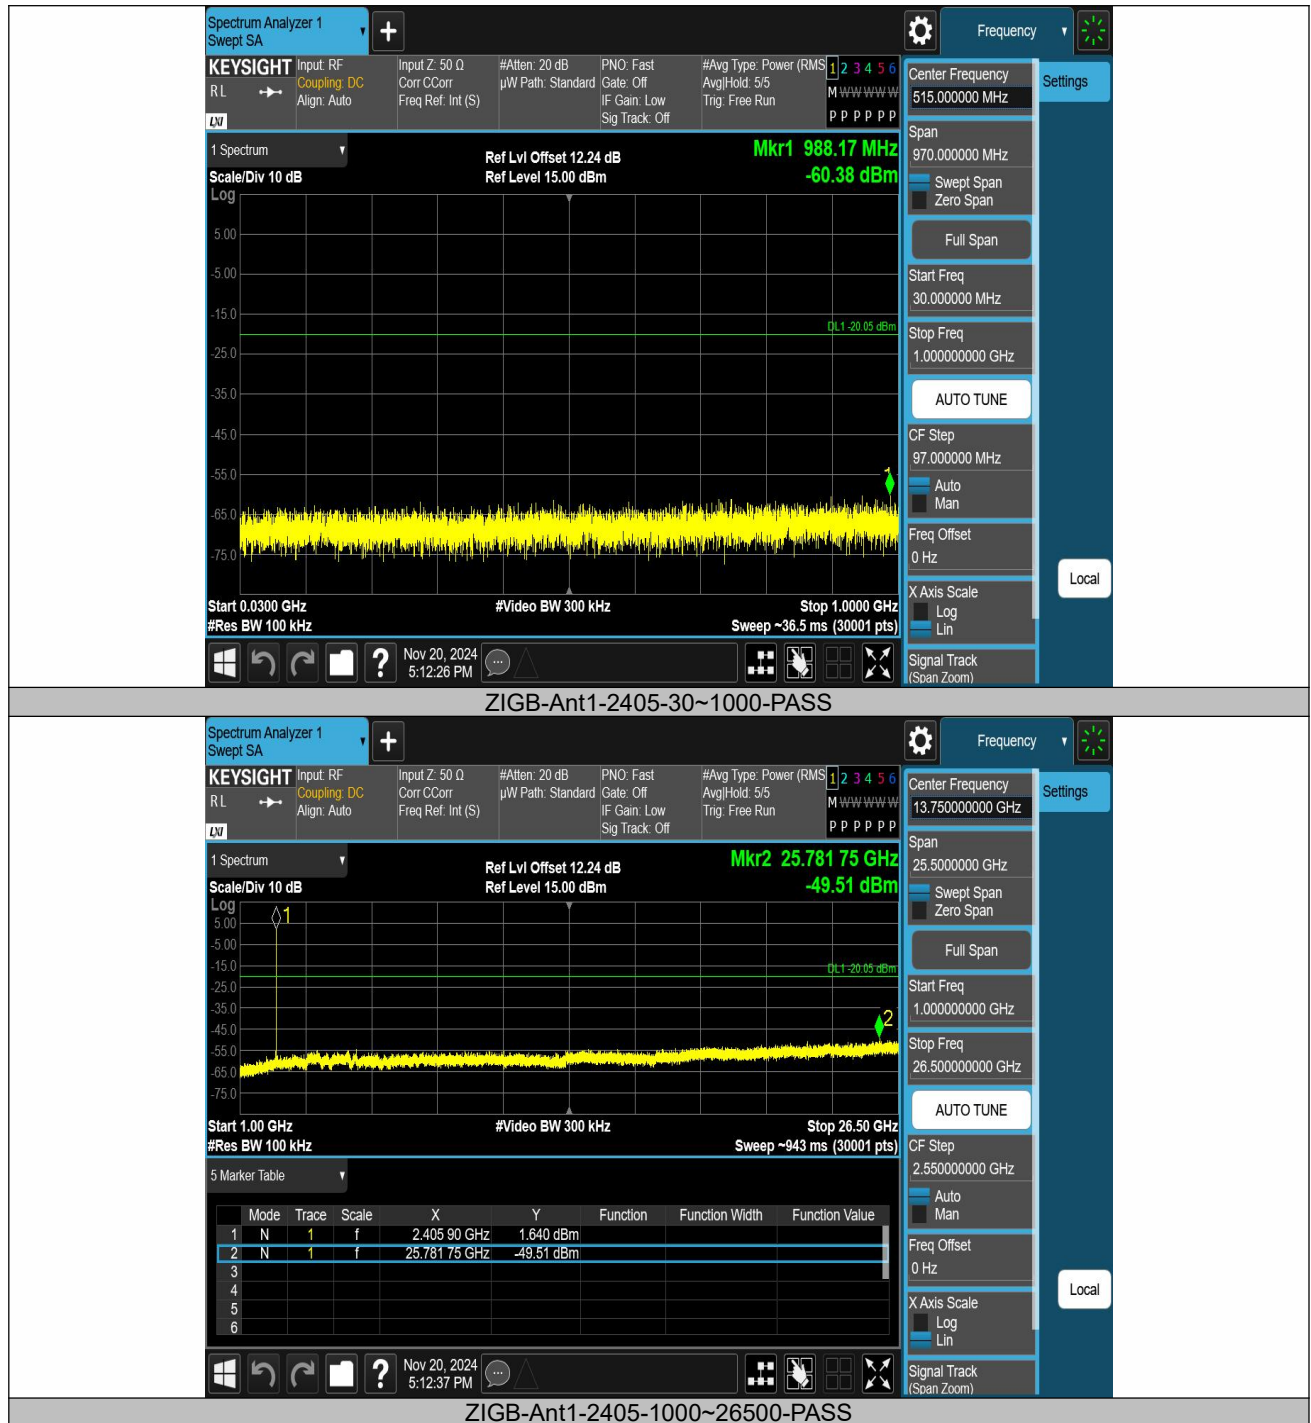 Spectrum Analyzer 1
Swept SA
Frequency
KEYSIGHT
RL
LXI
Input: RF
Coupling: DC
Align: Auto
Input Z: 50 Ω
Corr CCorr
Freq Ref: Int (S)
#Atten: 20 dB
µW Path: Standard
PNO: Fast
Gate: Off
IF Gain: Low
Sig Track: Off
#Avg Type: Power (RMS
Avg|Hold: 5/5
Trig: Free Run
1 2 3 4 5 6
M W W W W W
P P P P P P
1 Spectrum
Scale/Div 10 dB
Ref Lvl Offset 12.24 dB
Ref Level 15.00 dBm
Mkr1 988.17 MHz
-60.38 dBm
Log
5.00
-5.00
-15.0
DL1 -20.05 dBm
-25.0
-35.0
-45.0
-55.0
1
-65.0
-75.0
Start 0.0300 GHz
#Video BW 300 kHz
Stop 1.0000 GHz
#Res BW 100 kHz
Sweep ~36.5 ms (30001 pts)
?
Nov 20, 2024
5:12:26 PM
Center Frequency
515.000000 MHz
Settings
Span
970.000000 MHz
Swept Span
Zero Span
Full Span
Start Freq
30.000000 MHz
Stop Freq
1.000000000 GHz
AUTO TUNE
CF Step
97.000000 MHz
Auto
Man
Freq Offset
0 Hz
Local
X Axis Scale
Log
Lin
Signal Track
(Span Zoom)
ZIGB-Ant1-2405-30~1000-PASS
Spectrum Analyzer 1
Swept SA
Frequency
KEYSIGHT
RL
LXI
Input: RF
Coupling: DC
Align: Auto
Input Z: 50 Ω
Corr CCorr
Freq Ref: Int (S)
#Atten: 20 dB
µW Path: Standard
PNO: Fast
Gate: Off
IF Gain: Low
Sig Track: Off
#Avg Type: Power (RMS
Avg|Hold: 5/5
Trig: Free Run
1 2 3 4 5 6
M W W W W W
P P P P P P
1 Spectrum
Scale/Div 10 dB
Ref Lvl Offset 12.24 dB
Ref Level 15.00 dBm
Mkr2 25.781 75 GHz
-49.51 dBm
Log
1
5.00
-5.00
-15.0
DL1 -20.05 dBm
-25.0
-35.0
2
-45.0
-55.0
-65.0
-75.0
Start 1.00 GHz
#Video BW 300 kHz
Stop 26.50 GHz
#Res BW 100 kHz
Sweep ~943 ms (30001 pts)
5 Marker Table
Mode Trace Scale X Y Function Function Width Function Value
1 N 1 f 2.405 90 GHz 1.640 dBm
2 N 1 f 25.781 75 GHz -49.51 dBm
3
4
5
6
?
Nov 20, 2024
5:12:37 PM
Center Frequency
13.750000000 GHz
Settings
Span
25.5000000 GHz
Swept Span
Zero Span
Full Span
Start Freq
1.000000000 GHz
Stop Freq
26.500000000 GHz
AUTO TUNE
CF Step
2.550000000 GHz
Auto
Man
Freq Offset
0 Hz
Local
X Axis Scale
Log
Lin
Signal Track
(Span Zoom)
ZIGB-Ant1-2405-1000~26500-PASS